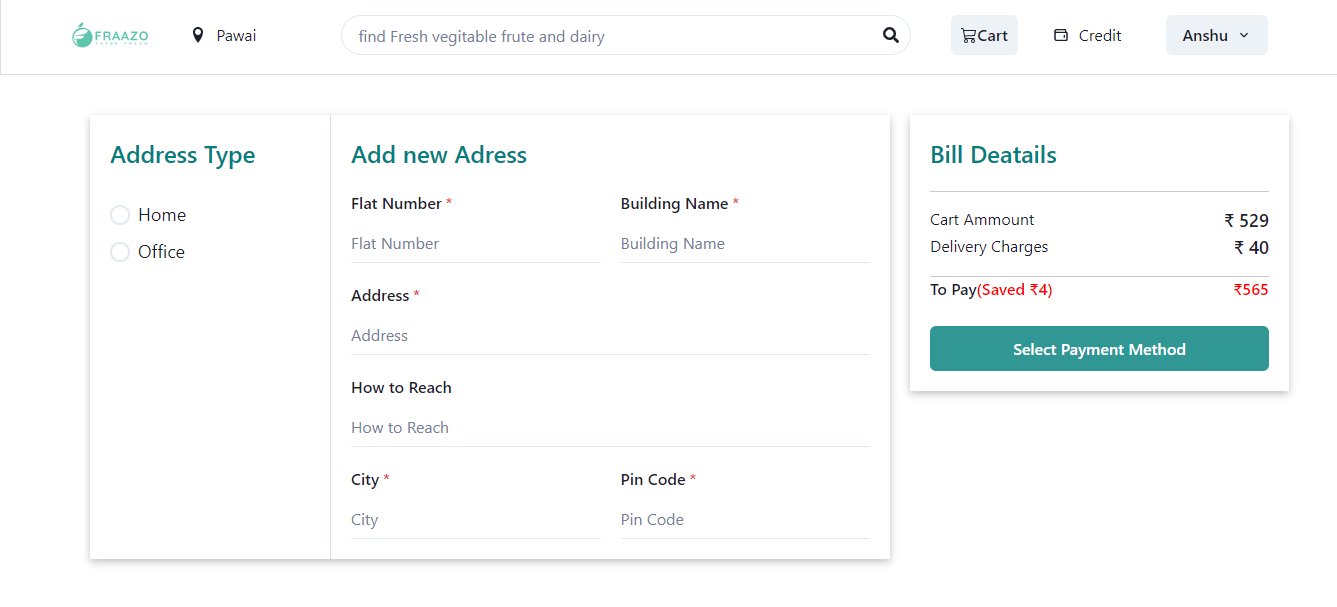 FRAAZO
THINK FRESH
Pawai
find Fresh vegitable frute and dairy
Cart
Credit
Anshu
Address Type
Home
Office
Add new Adress
Flat Number *
Building Name *
Flat Number
Building Name
Address *
Address
How to Reach
How to Reach
City *
Pin Code *
City
Pin Code
Bill Deatails
Cart Ammount ₹ 529
Delivery Charges ₹ 40
To Pay(Saved ₹4) ₹565
Select Payment Method